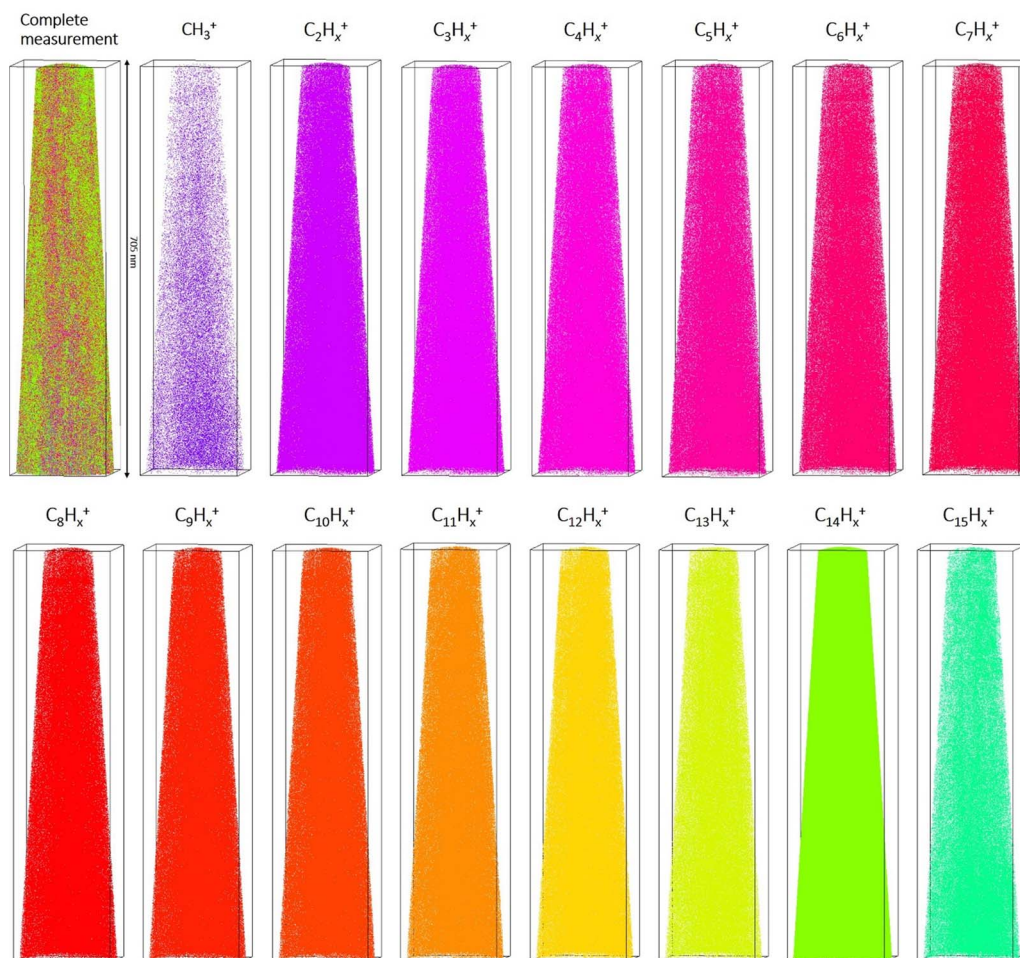 Complete
measurement
CH₃⁺
C₂Hₓ⁺
C₃Hₓ⁺
C₄Hₓ⁺
C₅Hₓ⁺
C₆Hₓ⁺
C₇Hₓ⁺
705 nm
C₈Hₓ⁺
C₉Hₓ⁺
C₁₀Hₓ⁺
C₁₁Hₓ⁺
C₁₂Hₓ⁺
C₁₃Hₓ⁺
C₁₄Hₓ⁺
C₁₅Hₓ⁺